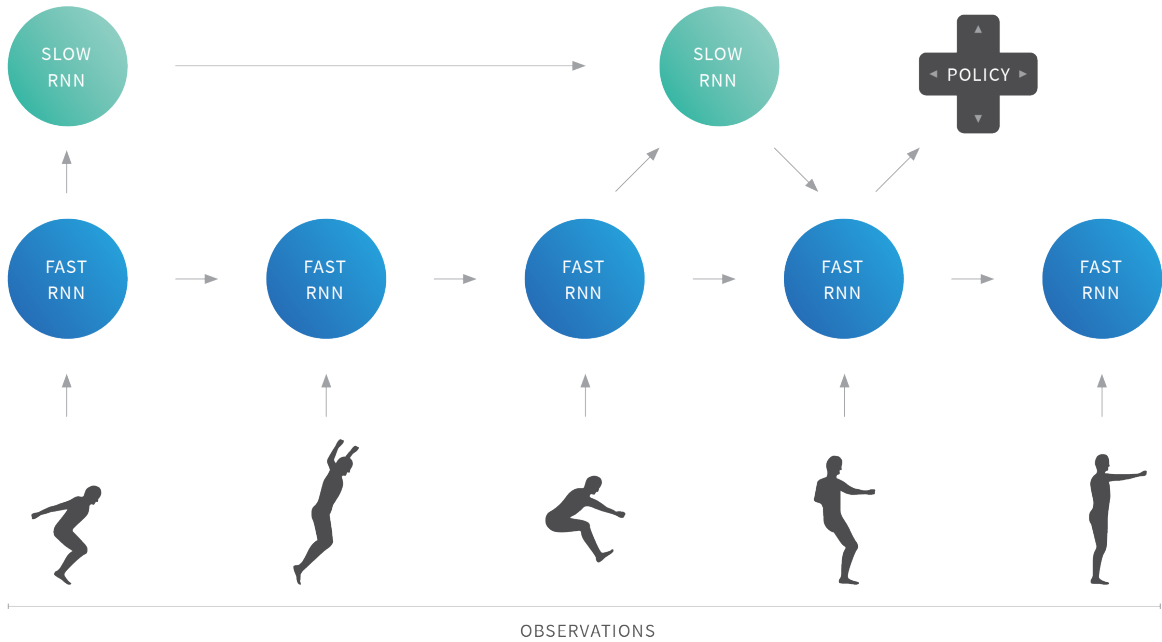 SLOW
RNN
SLOW
RNN
POLICY
FAST
RNN
FAST
RNN
FAST
RNN
FAST
RNN
FAST
RNN
OBSERVATIONS